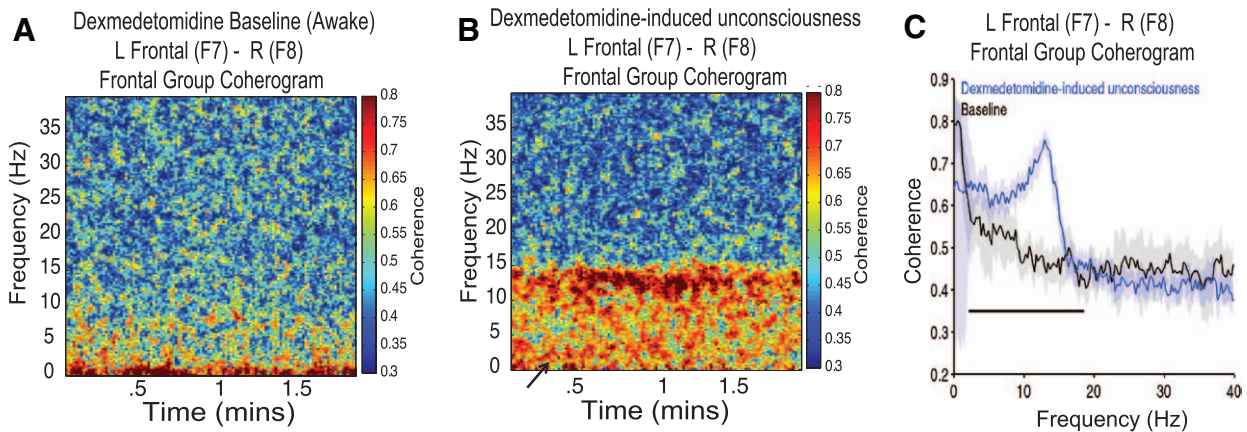 A
Dexmedetomidine Baseline (Awake)
L Frontal (F7) - R (F8)
Frontal Group Coherogram
Frequency (Hz)
35
30
25
20
15
10
5
0
.5
1
1.5
Time (mins)
0.8
0.75
0.7
0.65
0.6
0.55
0.5
0.45
0.4
0.35
0.3
Coherence
B
Dexmedetomidine-induced unconsciousness
L Frontal (F7) - R (F8)
Frontal Group Coherogram
Frequency (Hz)
35
30
25
20
15
10
5
0
.5
1
1.5
Time (mins)
0.8
0.75
0.7
0.65
0.6
0.55
0.5
0.45
0.4
0.35
0.3
Coherence
C
L Frontal (F7) - R (F8)
Frontal Group Coherogram
Dexmedetomidine-induced unconsciousness
Baseline
Coherence
0.9
0.8
0.7
0.6
0.5
0.4
0.3
0.2
0
10
20
30
40
Frequency (Hz)